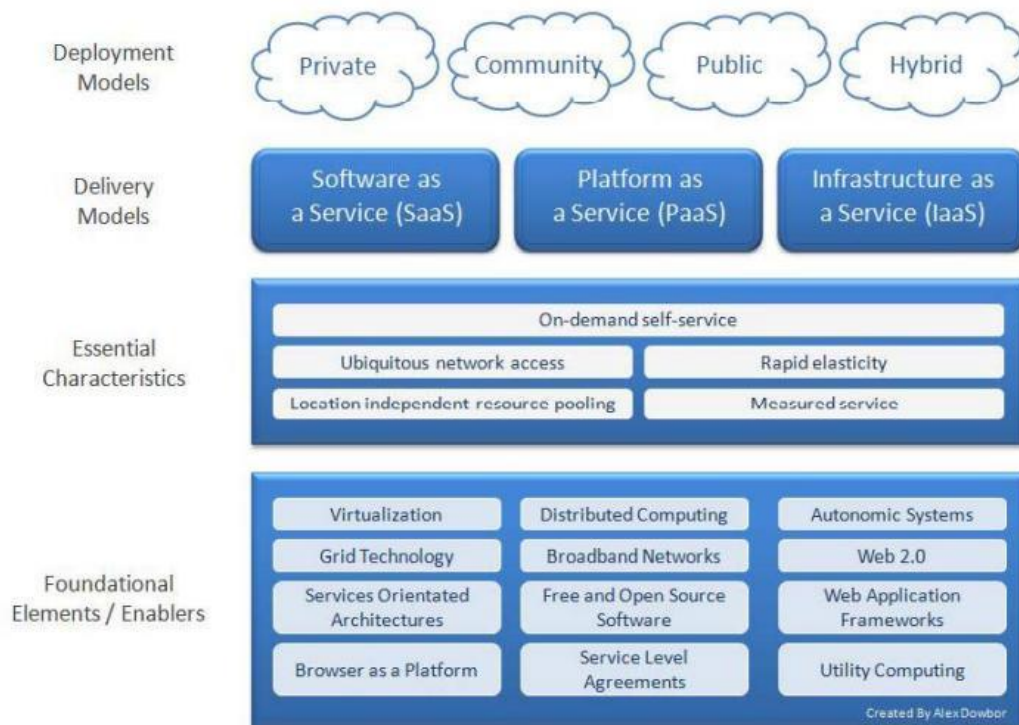 Deployment
Models
Private
Community
Public
Hybrid
Delivery
Models
Software as
a Service (SaaS)
Platform as
a Service (PaaS)
Infrastructure as
a Service (IaaS)
Essential
Characteristics
On-demand self-service
Ubiquitous network access
Rapid elasticity
Location independent resource pooling
Measured service
Foundational
Elements / Enablers
Virtualization
Distributed Computing
Autonomic Systems
Grid Technology
Broadband Networks
Web 2.0
Services Orientated
Architectures
Free and Open Source
Software
Web Application
Frameworks
Browser as a Platform
Service Level
Agreements
Utility Computing
Created By Alex Dowbor